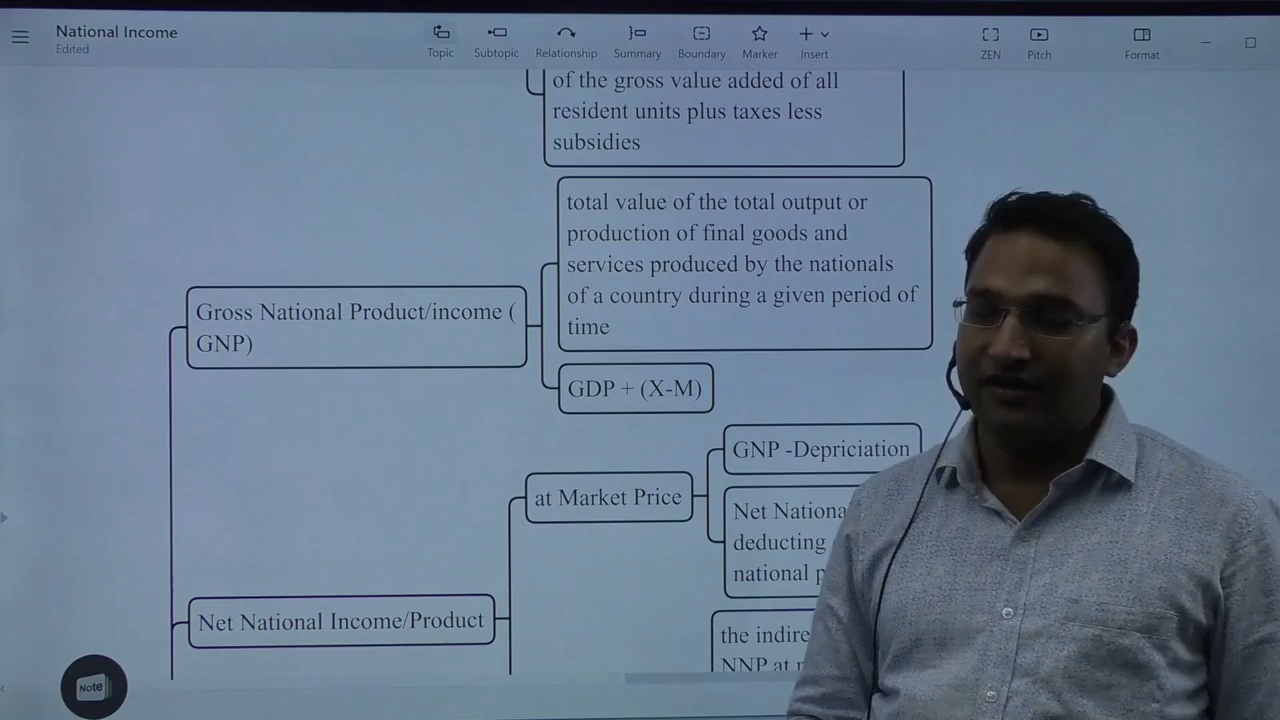 National Income
Edited
Topic
Subtopic
Relationship
Summary
Boundary
Marker
Insert
ZEN
Pitch
Format
of the gross value added of all
resident units plus taxes less
subsidies
total value of the total output or
production of final goods and
services produced by the nationals
of a country during a given period of
time
Gross National Product/income (
GNP)
GDP + (X-M)
GNP -Depriciation
at Market Price
Net Nationa
deducting
national p
Net National Income/Product
the indire
NNP at
Note